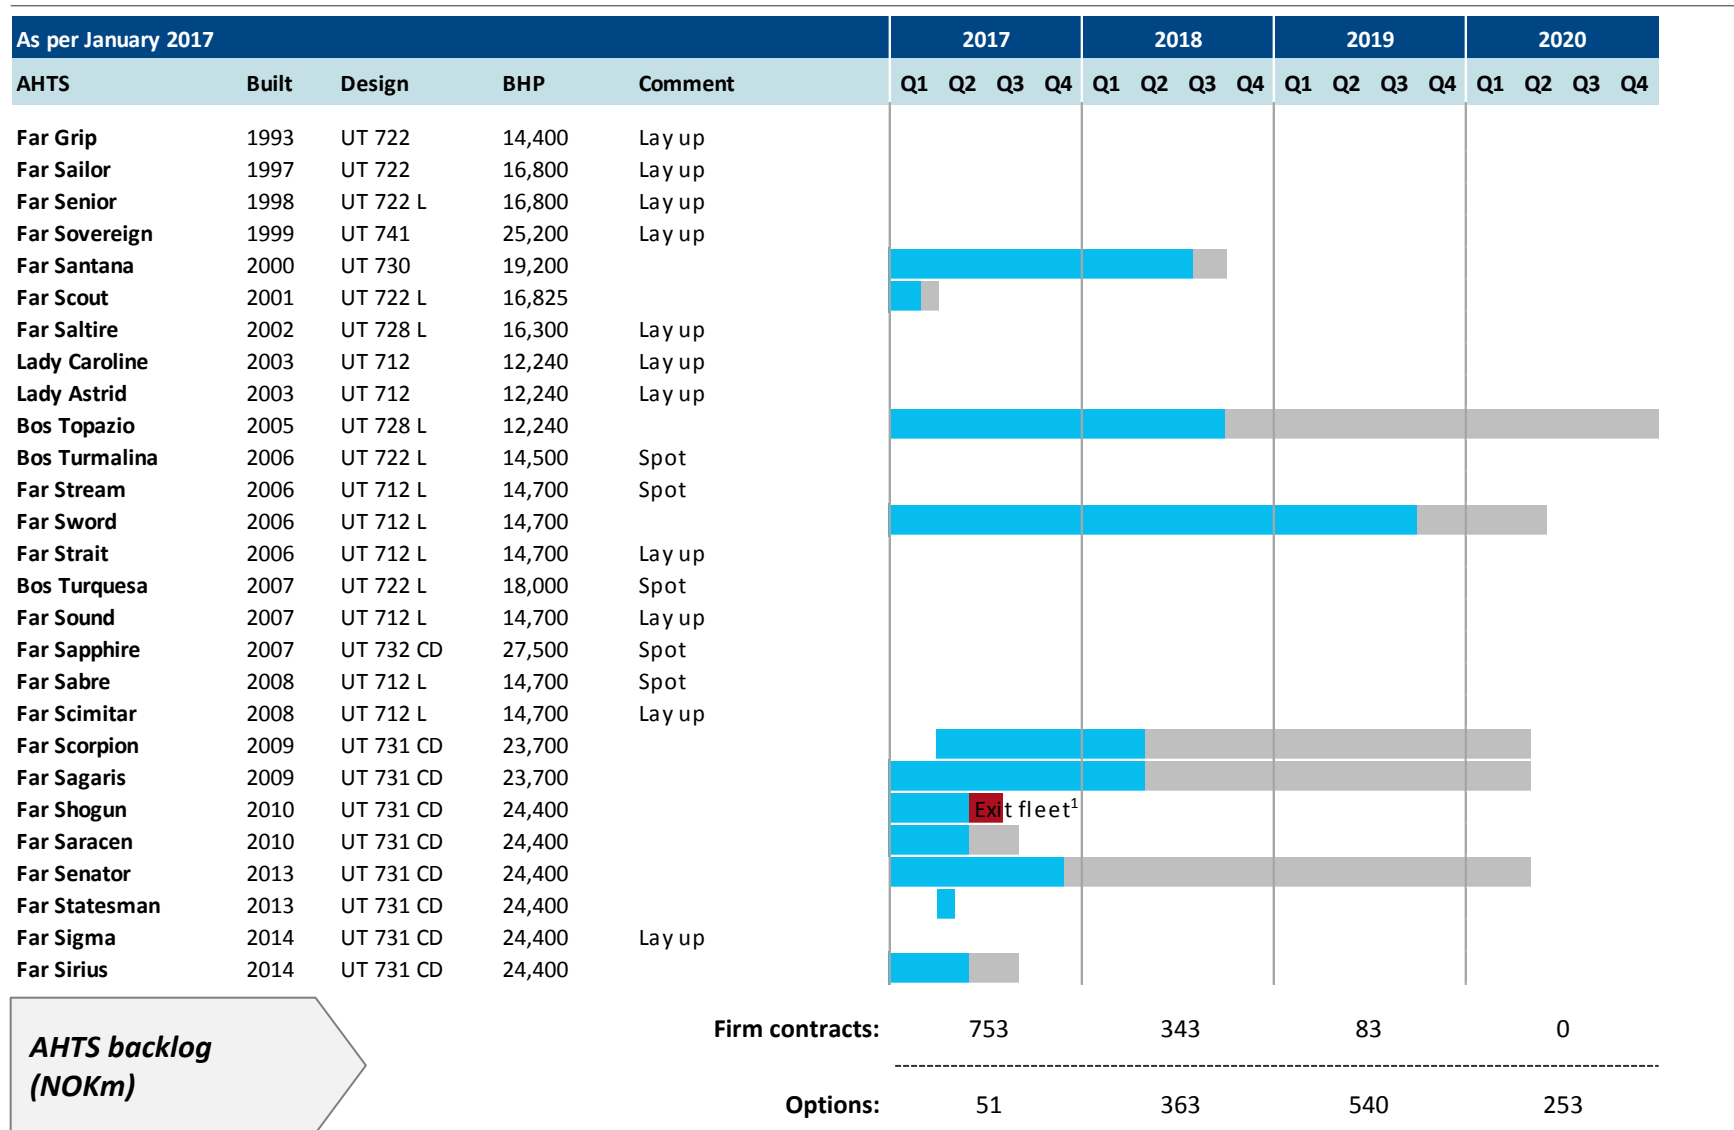 As per January 2017 2017 2018 2019 2020
AHTS Built Design BHP Comment Q1 Q2 Q3 Q4 Q1 Q2 Q3 Q4 Q1 Q2 Q3 Q4 Q1 Q2 Q3 Q4
Far Grip 1993 UT 722 14,400 Lay up
Far Sailor 1997 UT 722 16,800 Lay up
Far Senior 1998 UT 722 L 16,800 Lay up
Far Sovereign 1999 UT 741 25,200 Lay up
Far Santana 2000 UT 730 19,200
Far Scout 2001 UT 722 L 16,825
Far Saltire 2002 UT 728 L 16,300 Lay up
Lady Caroline 2003 UT 712 12,240 Lay up
Lady Astrid 2003 UT 712 12,240 Lay up
Bos Topazio 2005 UT 728 L 12,240
Bos Turmalina 2006 UT 722 L 14,500 Spot
Far Stream 2006 UT 712 L 14,700 Spot
Far Sword 2006 UT 712 L 14,700
Far Strait 2006 UT 712 L 14,700 Lay up
Bos Turquesa 2007 UT 722 L 18,000 Spot
Far Sound 2007 UT 712 L 14,700 Lay up
Far Sapphire 2007 UT 732 CD 27,500 Spot
Far Sabre 2008 UT 712 L 14,700 Spot
Far Scimitar 2008 UT 712 L 14,700 Lay up
Far Scorpion 2009 UT 731 CD 23,700
Far Sagaris 2009 UT 731 CD 23,700
Far Shogun 2010 UT 731 CD 24,400 Exit fleet¹
Far Saracen 2010 UT 731 CD 24,400
Far Senator 2013 UT 731 CD 24,400
Far Statesman 2013 UT 731 CD 24,400
Far Sigma 2014 UT 731 CD 24,400 Lay up
Far Sirius 2014 UT 731 CD 24,400
AHTS backlog
(NOKm)
Firm contracts: 753 343 83 0
Options: 51 363 540 253